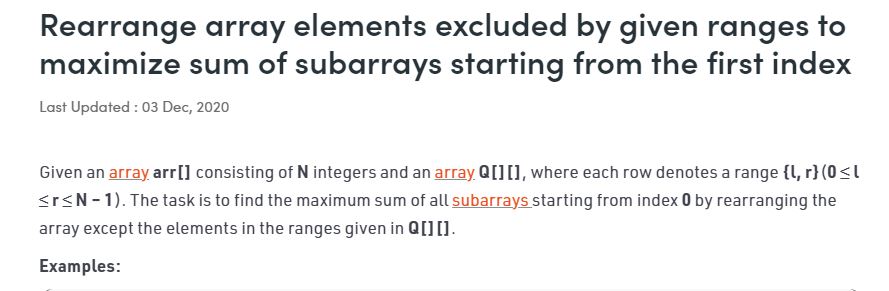 Rearrange array elements excluded by given ranges to
maximize sum of subarrays starting from the first index
Last Updated : 03 Dec, 2020
Given an array arr[] consisting of N integers and an array Q[][], where each row denotes a range {l, r}(0 ≤ l
≤ r ≤ N – 1). The task is to find the maximum sum of all subarrays starting from index 0 by rearranging the
array except the elements in the ranges given in Q[][].
Examples: